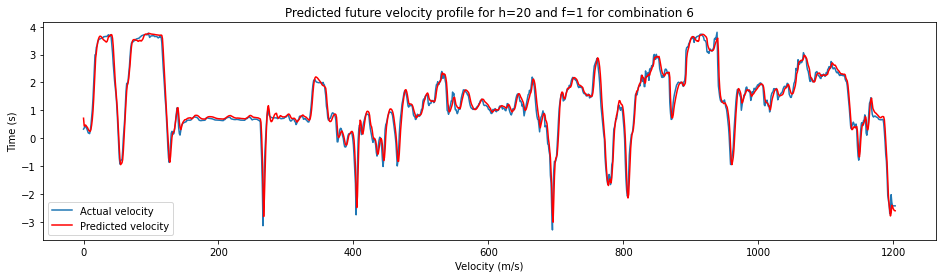 Predicted future velocity profile for h=20 and f=1 for combination 6
Time (s)
4
3
2
1
0
−1
−2
−3
Actual velocity
Predicted velocity
0 200 400 600 800 1000 1200
Velocity (m/s)